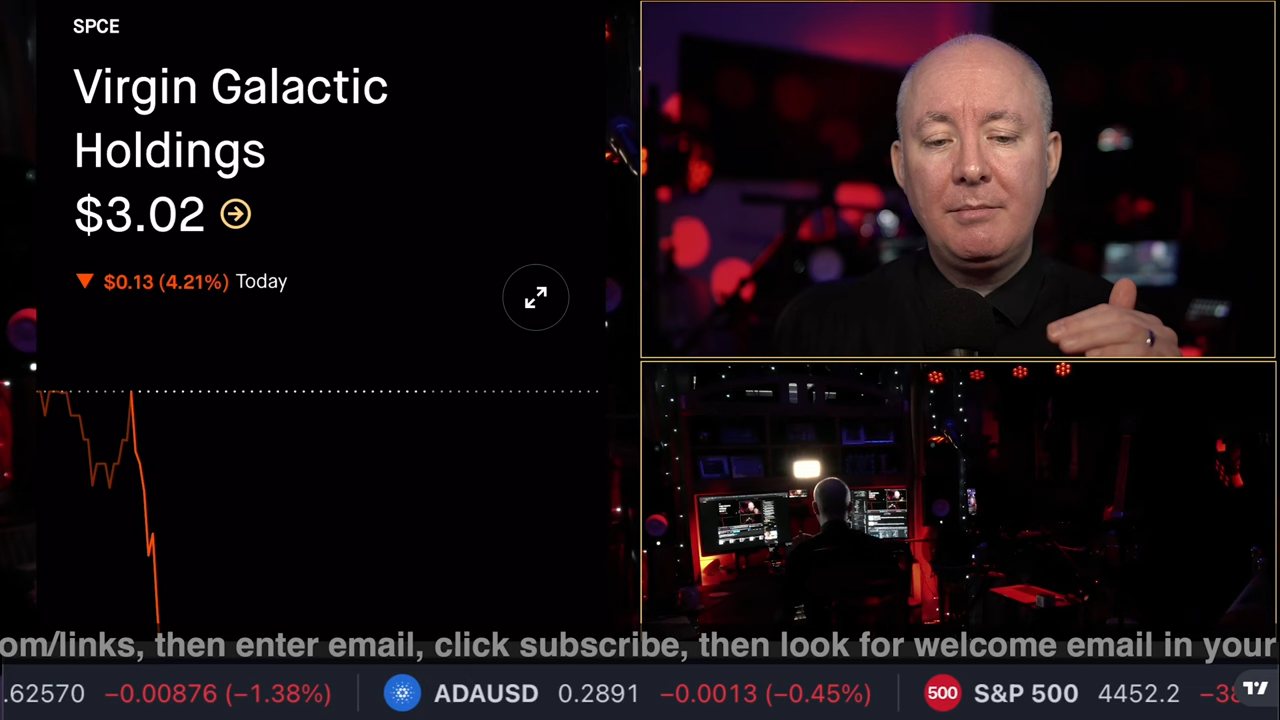 SPCE
Virgin Galactic
Holdings
$3.02
$0.13 (4.21%) Today
om/links, then enter email, click subscribe, then look for welcome email in your
.62570 −0.00876 (−1.38%) ADAUSD 0.2891 −0.0013 (−0.45%) 500 S&P 500 4452.2 −38